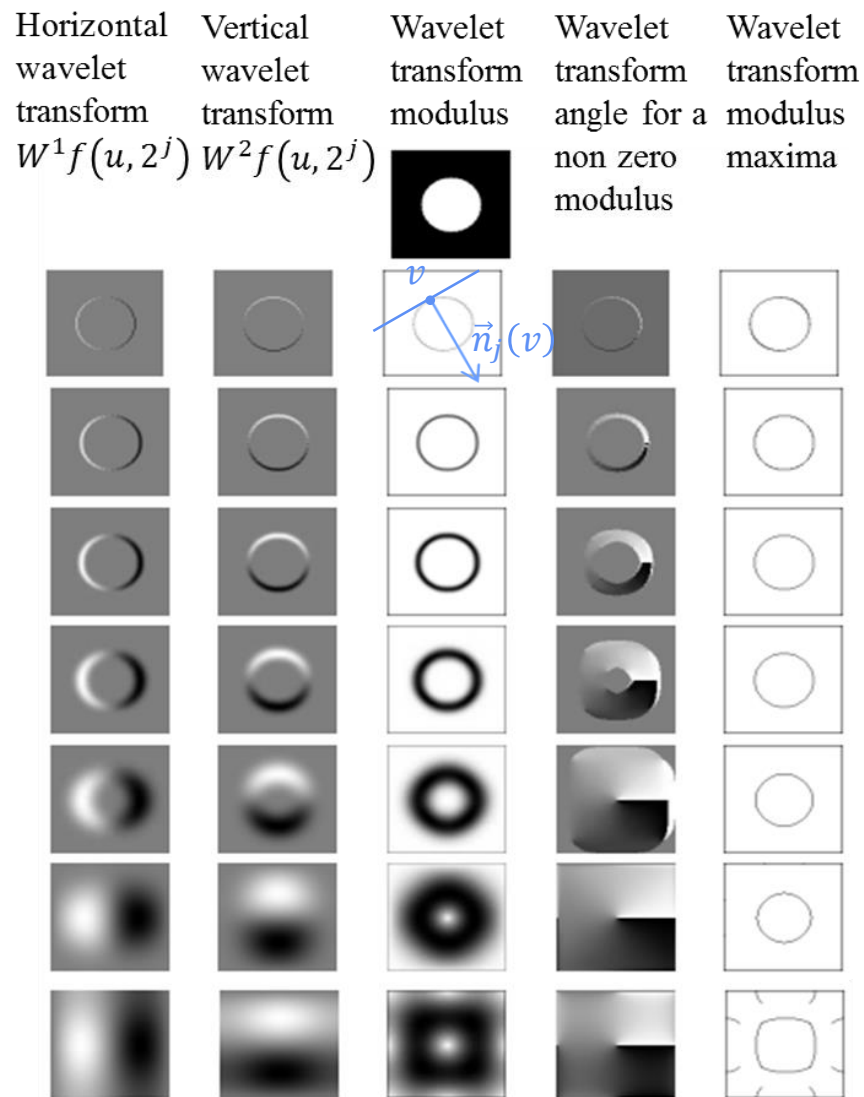 Horizontal
wavelet
transform
W¹f(u, 2ʲ)
Vertical
wavelet
transform
W²f(u, 2ʲ)
Wavelet
transform
modulus
Wavelet
transform
angle for a
non zero
modulus
Wavelet
transform
modulus
maxima
v
n⃗ⱼ(v)